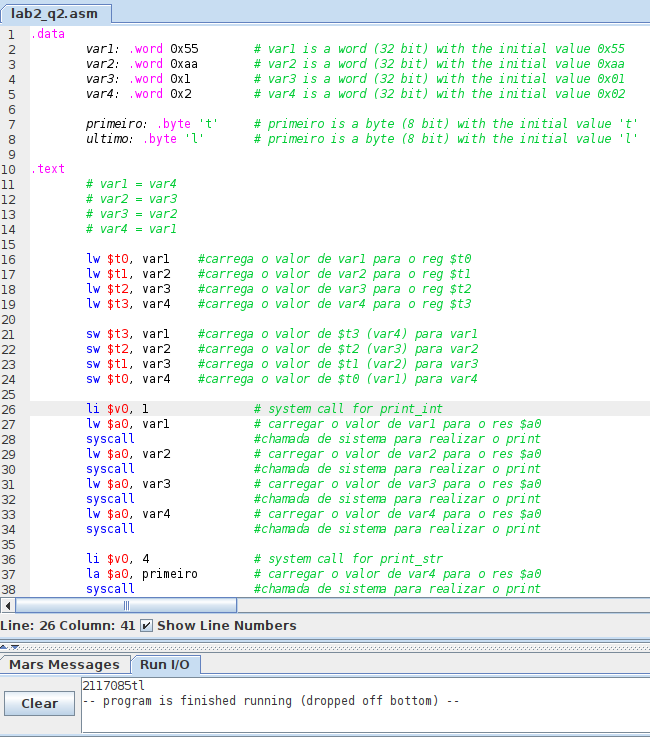 lab2_q2.asm
1 .data
2 var1: .word 0x55 # var1 is a word (32 bit) with the initial value 0x55
3 var2: .word 0xaa # var2 is a word (32 bit) with the initial value 0xaa
4 var3: .word 0x1 # var3 is a word (32 bit) with the initial value 0x01
5 var4: .word 0x2 # var4 is a word (32 bit) with the initial value 0x02
6
7 primeiro: .byte 't' # primeiro is a byte (8 bit) with the initial value 't'
8 ultimo: .byte 'l' # primeiro is a byte (8 bit) with the initial value 'l'
9
10 .text
11 # var1 = var4
12 # var2 = var3
13 # var3 = var2
14 # var4 = var1
15
16 lw $t0, var1 #carrega o valor de var1 para o reg $t0
17 lw $t1, var2 #carrega o valor de var2 para o reg $t1
18 lw $t2, var3 #carrega o valor de var3 para o reg $t2
19 lw $t3, var4 #carrega o valor de var4 para o reg $t3
20
21 sw $t3, var1 #carrega o valor de $t3 (var4) para var1
22 sw $t2, var2 #carrega o valor de $t2 (var3) para var2
23 sw $t1, var3 #carrega o valor de $t1 (var2) para var3
24 sw $t0, var4 #carrega o valor de $t0 (var1) para var4
25
26 li $v0, 1 # system call for print_int
27 lw $a0, var1 # carregar o valor de var1 para o res $a0
28 syscall #chamada de sistema para realizar o print
29 lw $a0, var2 # carregar o valor de var2 para o res $a0
30 syscall #chamada de sistema para realizar o print
31 lw $a0, var3 # carregar o valor de var3 para o res $a0
32 syscall #chamada de sistema para realizar o print
33 lw $a0, var4 # carregar o valor de var4 para o res $a0
34 syscall #chamada de sistema para realizar o print
35
36 li $v0, 4 # system call for print_str
37 la $a0, primeiro # carregar o valor de var4 para o res $a0
38 syscall #chamada de sistema para realizar o print
Line: 26 Column: 41 Show Line Numbers
Mars Messages Run I/O
2117085tl
-- program is finished running (dropped off bottom) --
Clear